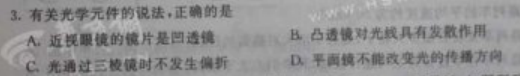 3. 有关光学元件的说法,正确的是
A. 近视眼镜的镜片是凹透镜 B. 凸透镜对光线具有发散作用
C. 光通过三棱镜时不发生偏折 D. 平面镜不能改变光的传播方向